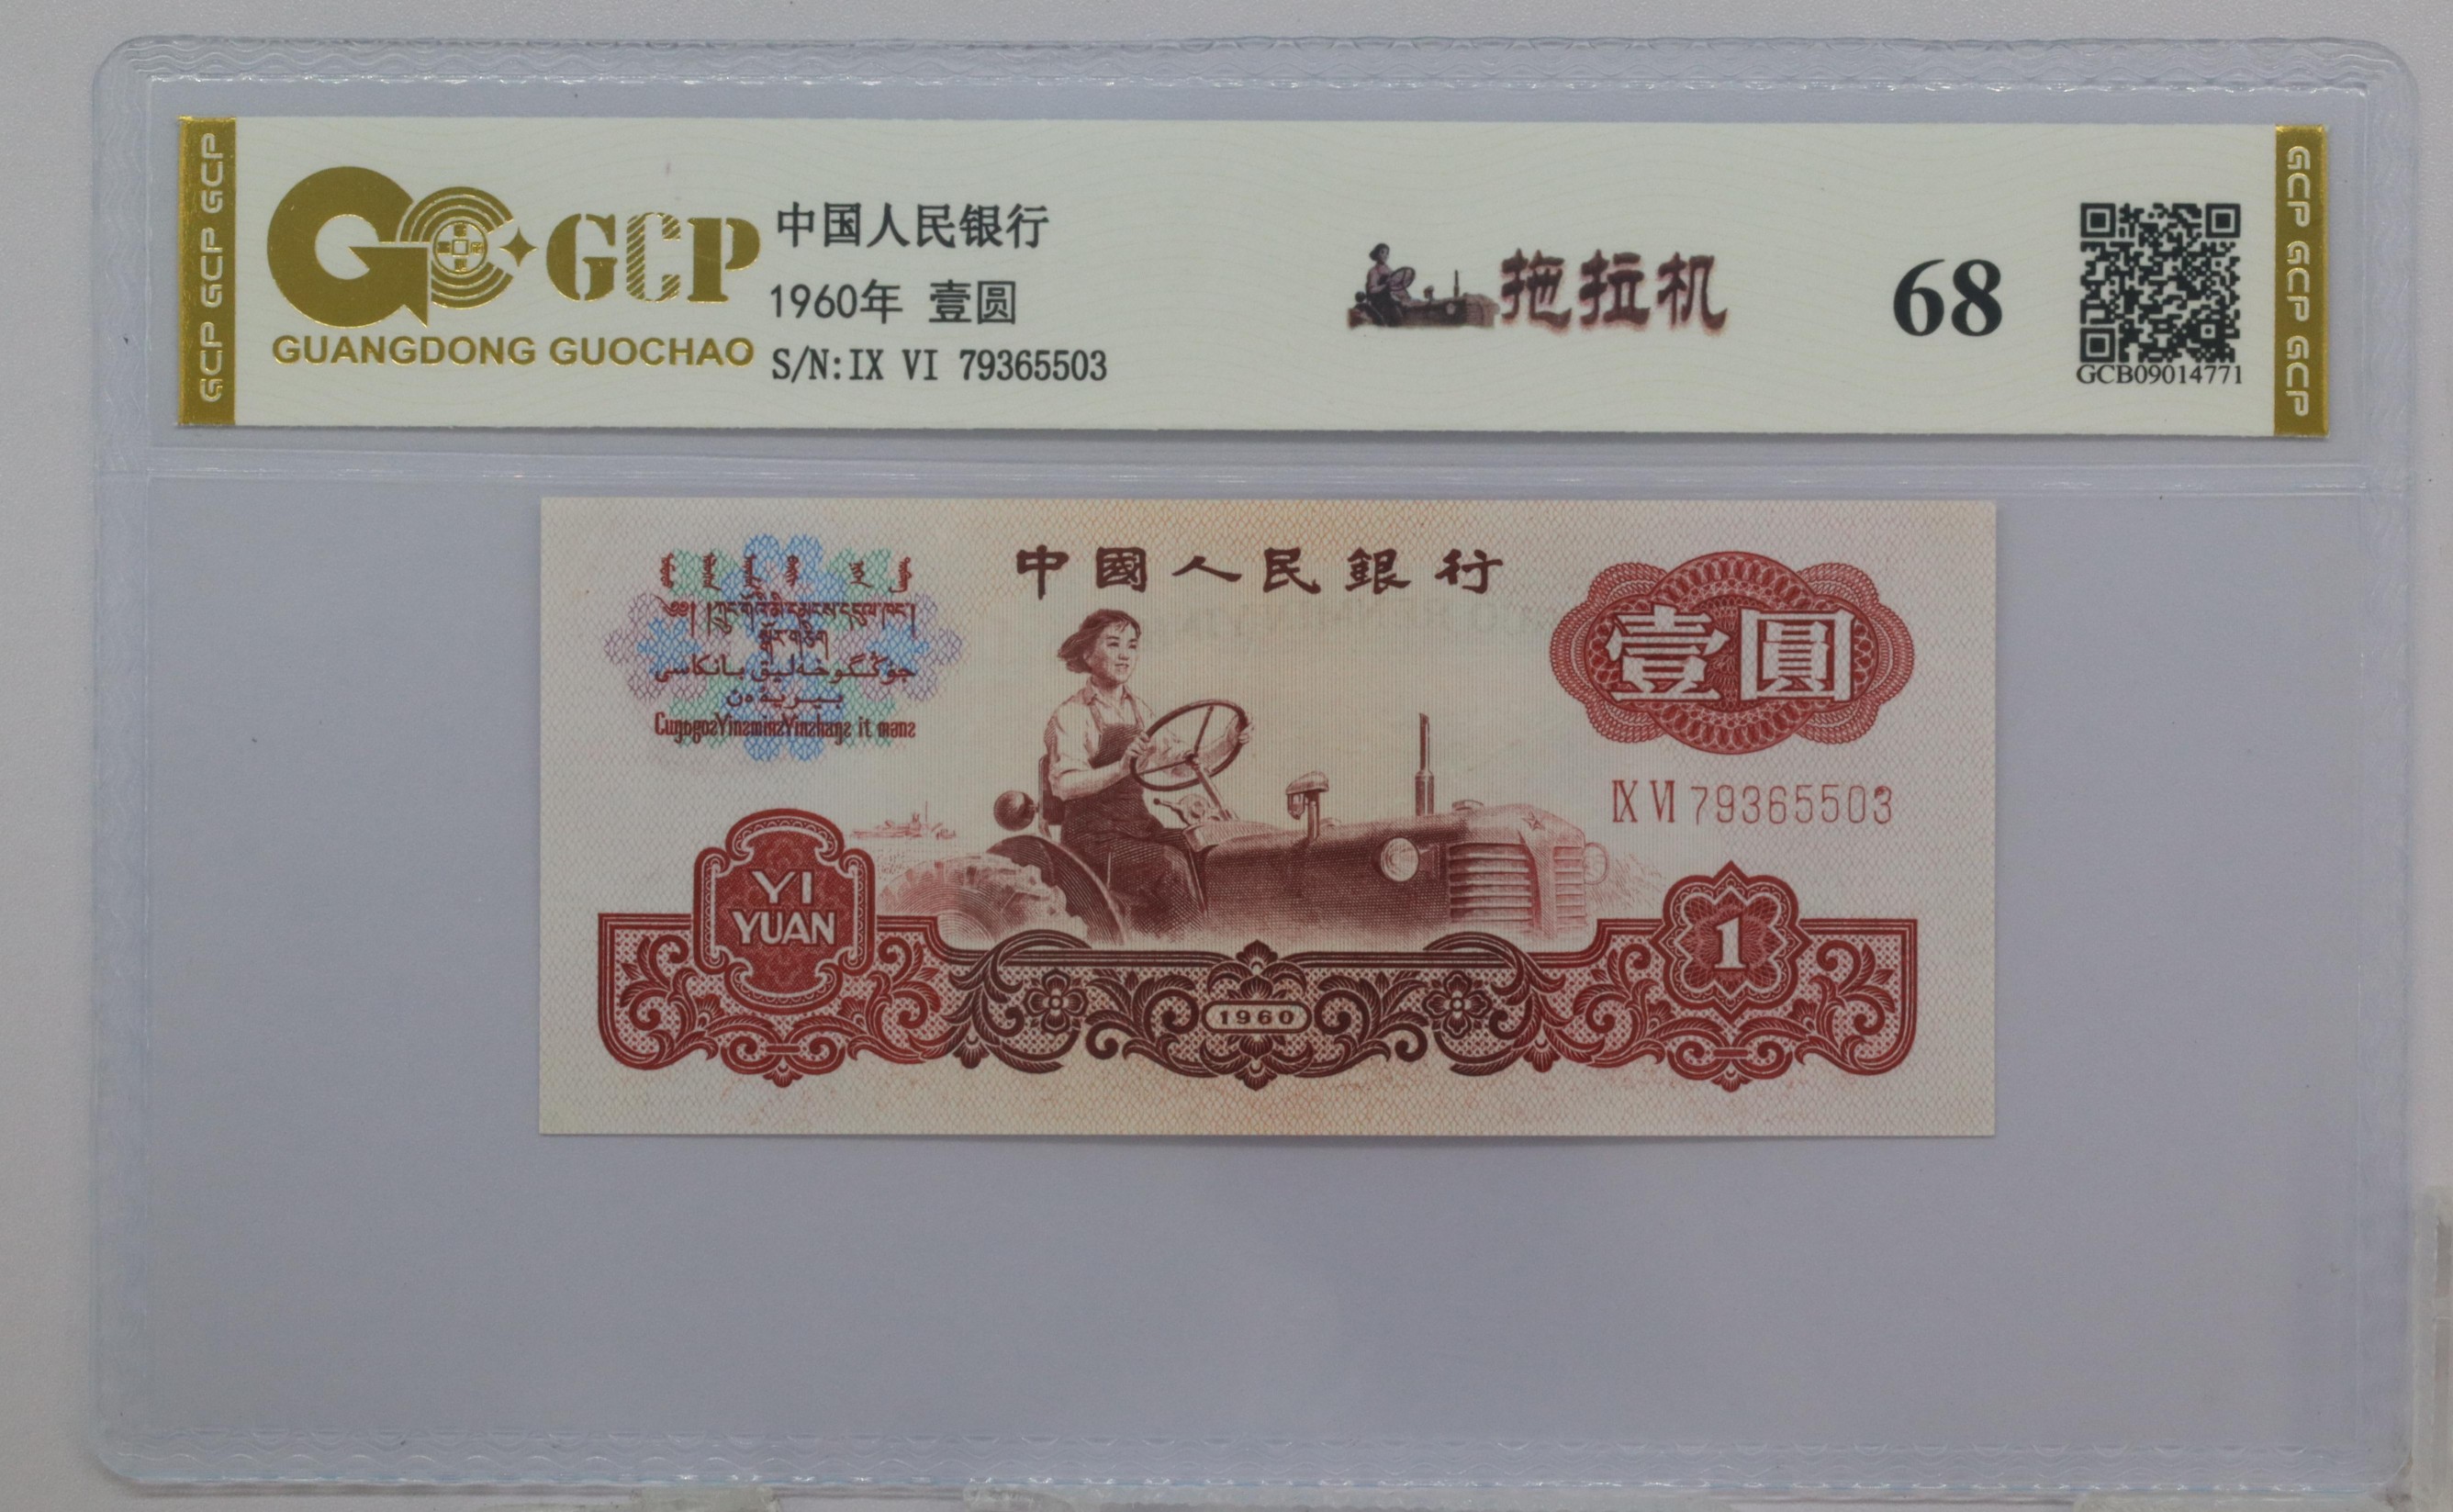 GCP GCP GCP
GCP
GUANGDONG GUOCHAO
中国人民银行
1960年 壹圆
S/N:IX VI 79365503
拖拉机
68
GCB09014771
GCP GCP GCP
中國人民銀行
壹圓
IX VI 79365503
YI
YUAN
1960
1